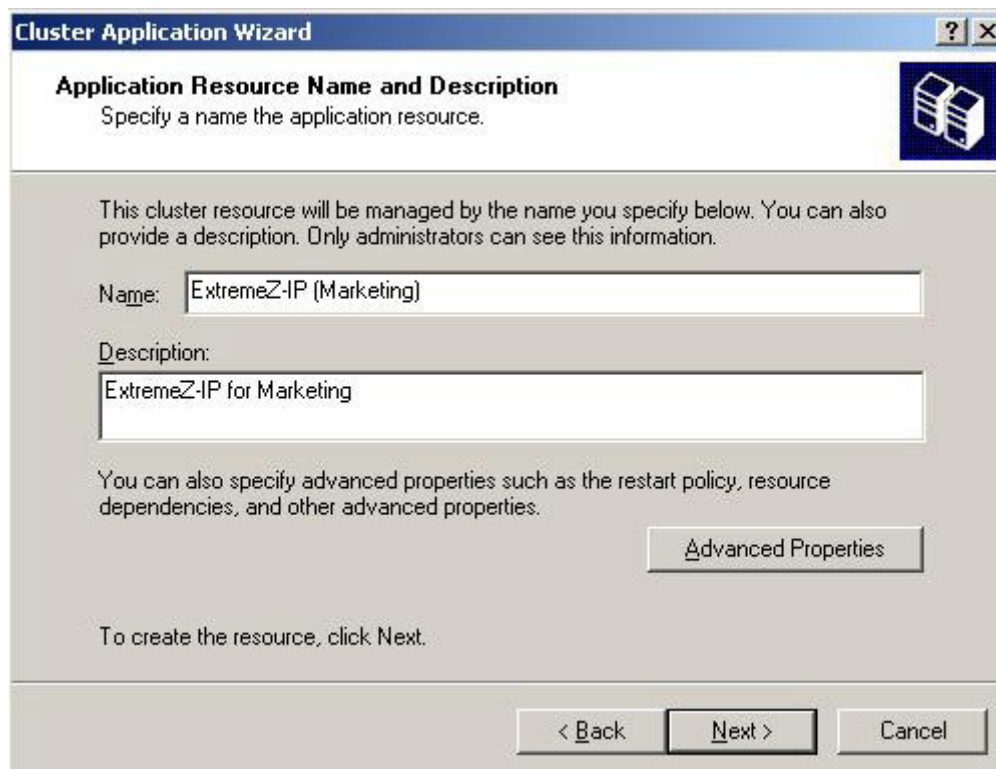 Cluster Application Wizard
Application Resource Name and Description
Specify a name the application resource.
This cluster resource will be managed by the name you specify below. You can also
provide a description. Only administrators can see this information.
Name: ExtremeZ-IP (Marketing)
Description:
ExtremeZ-IP for Marketing
You can also specify advanced properties such as the restart policy, resource
dependencies, and other advanced properties.
Advanced Properties
To create the resource, click Next.
< Back Next > Cancel